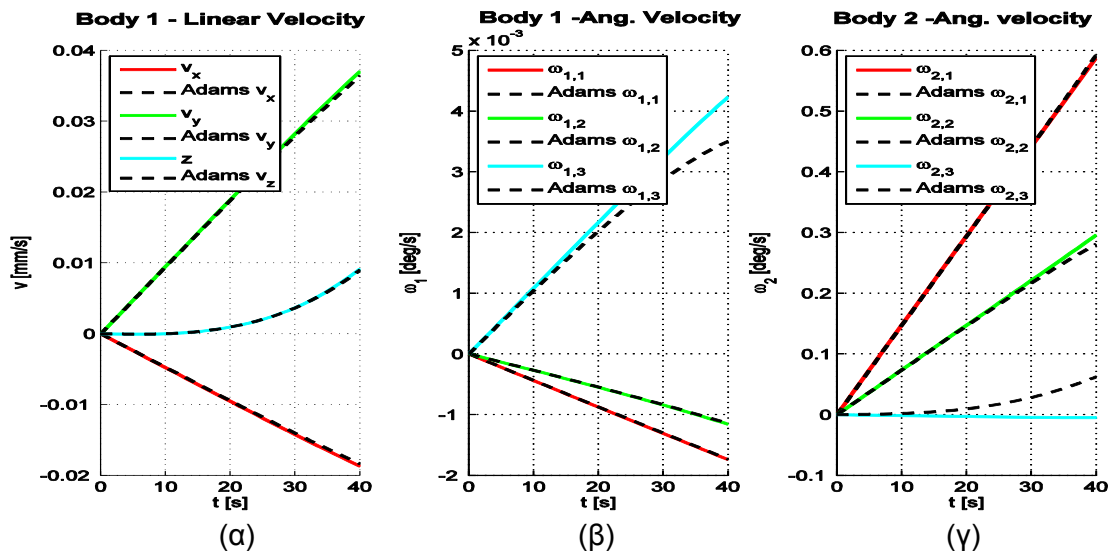 Body 1 - Linear Velocity
0.04
0.03
0.02
0.01
0
-0.01
-0.02
v [mm/s]
v_x
Adams v_x
v_y
Adams v_y
z
Adams v_z
0 10 20 30 40
t [s]
(α)
Body 1 -Ang. Velocity
x 10^-3
5
4
3
2
1
0
-1
-2
ω_1 [deg/s]
ω_1,1
Adams ω_1,1
ω_1,2
Adams ω_1,2
ω_1,3
Adams ω_1,3
0 10 20 30 40
t [s]
(β)
Body 2 -Ang. velocity
0.6
0.5
0.4
0.3
0.2
0.1
0
-0.1
ω_2 [deg/s]
ω_2,1
Adams ω_2,1
ω_2,2
Adams ω_2,2
ω_2,3
Adams ω_2,3
0 10 20 30 40
t [s]
(γ)